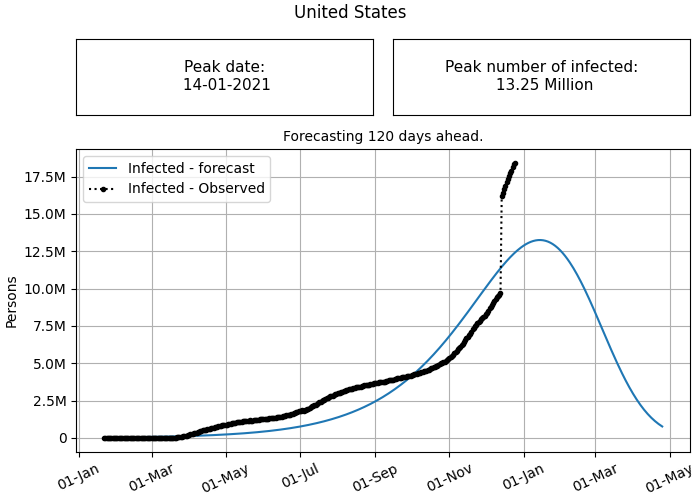 United States
Peak date:
14-01-2021
Peak number of infected:
13.25 Million
Forecasting 120 days ahead.
Infected - forecast
Infected - Observed
17.5M
15.0M
12.5M
10.0M
7.5M
5.0M
2.5M
0
Persons
01-Jan
01-Mar
01-May
01-Jul
01-Sep
01-Nov
01-Jan
01-Mar
01-May